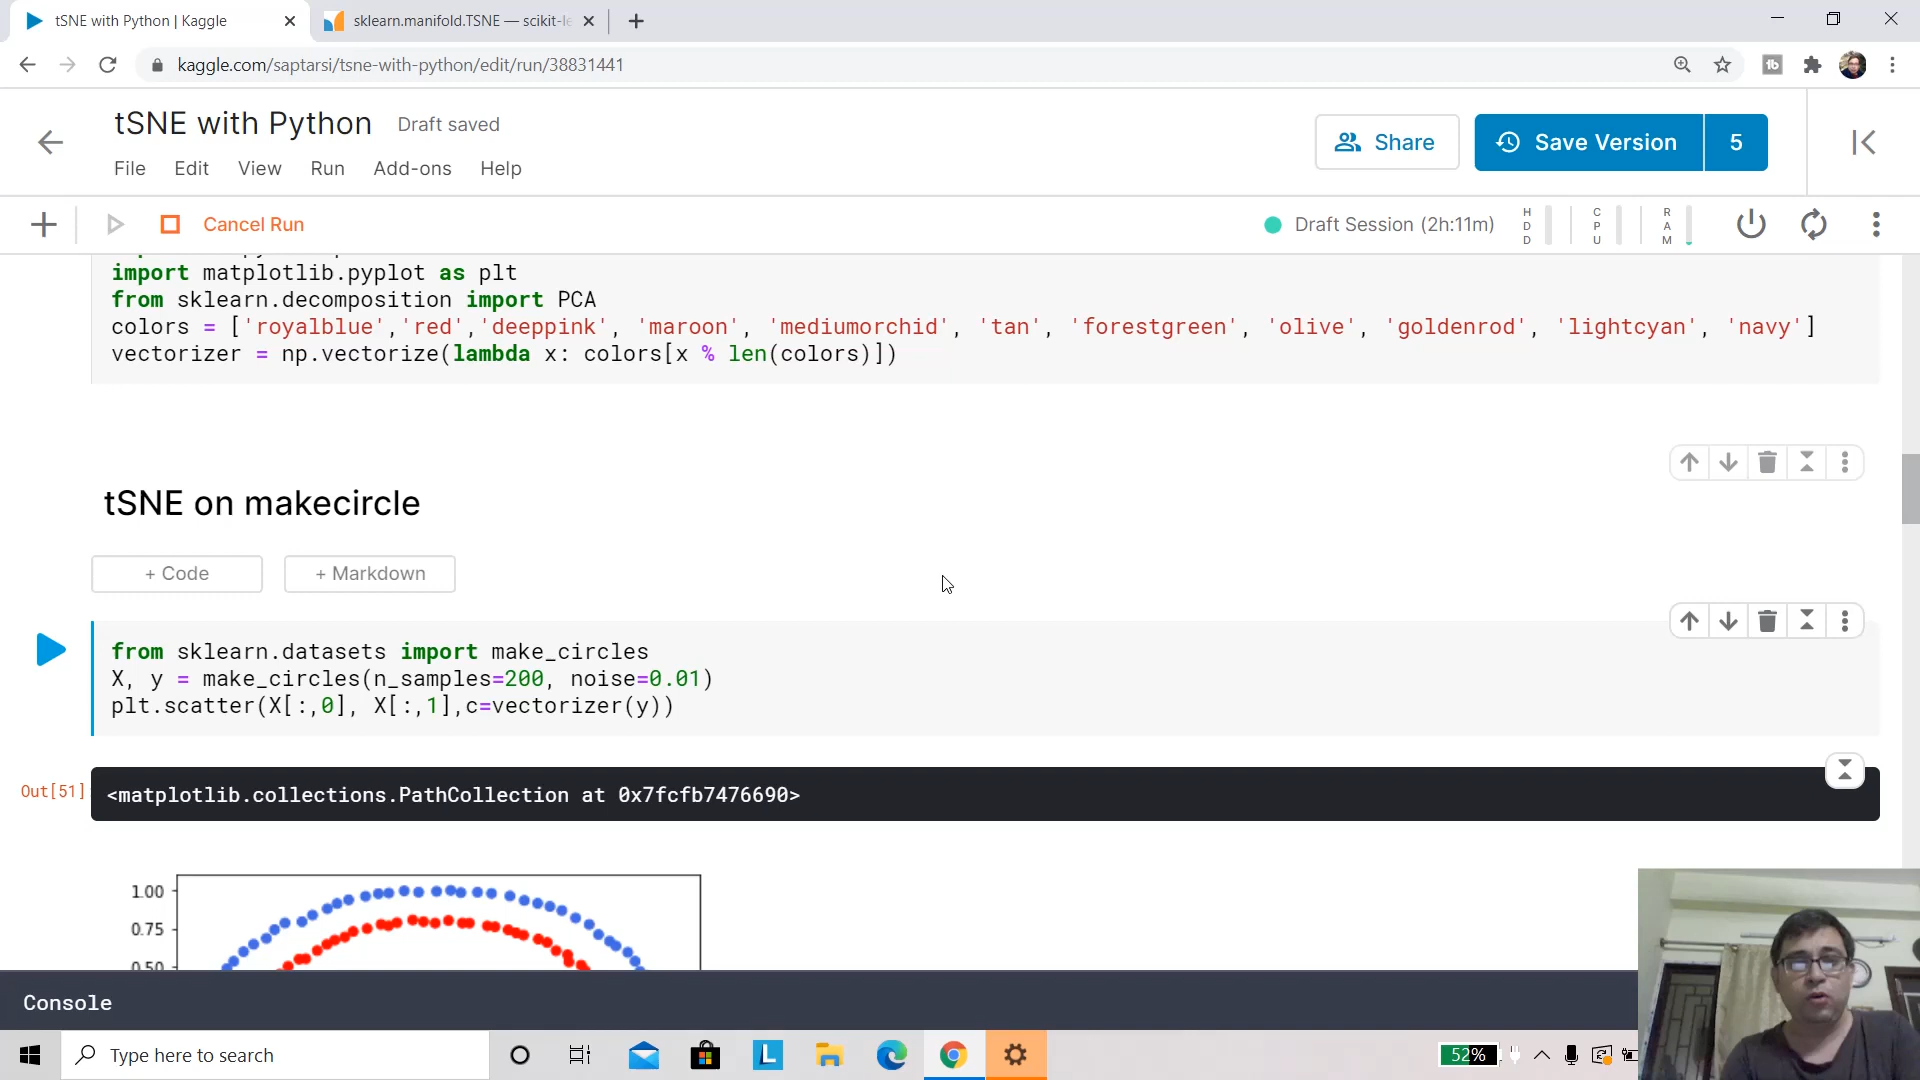 tSNE with Python | Kaggle
sklearn.manifold.TSNE — scikit-le
kaggle.com/saptarsi/tsne-with-python/edit/run/38831441
tSNE with Python
Draft saved
File Edit View Run Add-ons Help
Share
Save Version 5
Cancel Run
Draft Session (2h:11m)
HDD
CPU
RAM
import matplotlib.pyplot as plt
from sklearn.decomposition import PCA
colors = ['royalblue','red','deeppink', 'maroon', 'mediumorchid', 'tan', 'forestgreen', 'olive', 'goldenrod', 'lightcyan', 'navy']
vectorizer = np.vectorize(lambda x: colors[x % len(colors)])
tSNE on makecircle
+ Code
+ Markdown
from sklearn.datasets import make_circles
X, y = make_circles(n_samples=200, noise=0.01)
plt.scatter(X[:,0], X[:,1],c=vectorizer(y))
Out[51]
<matplotlib.collections.PathCollection at 0x7fcfb7476690>
1.00
0.75
0.50
Console
Type here to search
L
52%